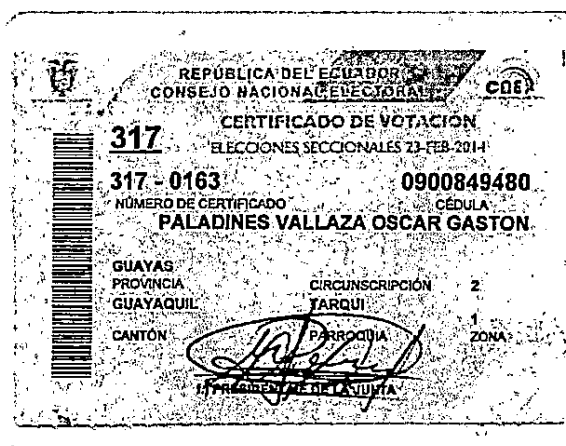 REPÚBLICA DEL ECUADOR
CONSEJO NACIONAL ELECTORAL
CNE
CERTIFICADO DE VOTACIÓN
317
ELECCIONES SECCIONALES 23-FEB-2014
317 - 0163
0900849480
NÚMERO DE CERTIFICADO
CÉDULA
PALADINES VALLAZA OSCAR GASTON
GUAYAS
PROVINCIA
CIRCUNSCRIPCIÓN
2
GUAYAQUIL
TARQUI
1
CANTÓN
PARROQUIA
ZONA
PRESIDENTA/E DE LA JUNTA